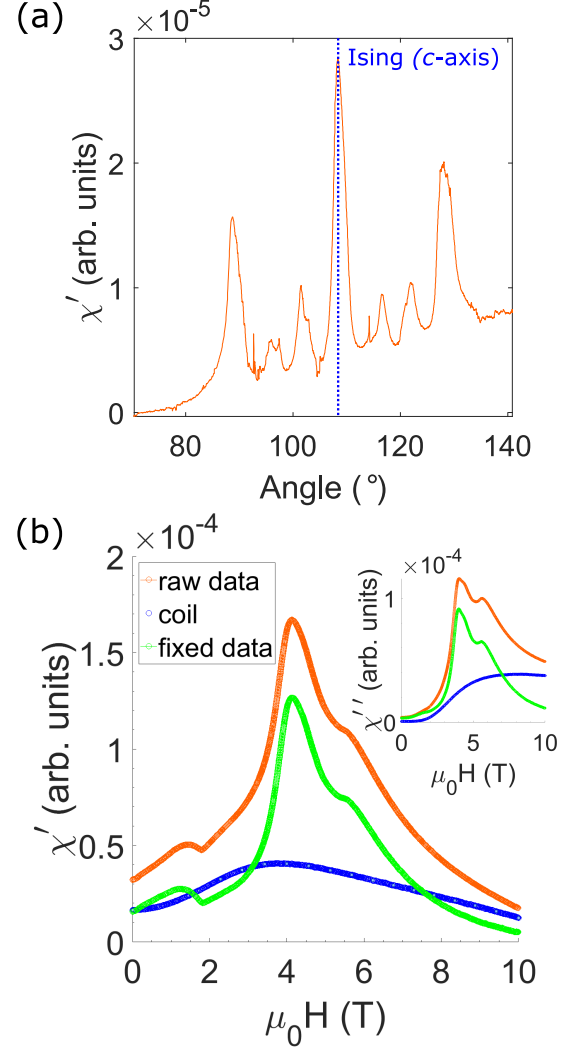 (a)
×10⁻⁵
Ising (c-axis)
3
2
1
0
χ′ (arb. units)
80 100 120 140
Angle (°)
(b)
×10⁻⁴
2
1.5
1
0.5
0
χ′ (arb. units)
raw data
coil
fixed data
0 2 4 6 8 10
μ₀H (T)
×10⁻⁴
1
0
χ′′ (arb. units)
0 5 10
μ₀H (T)